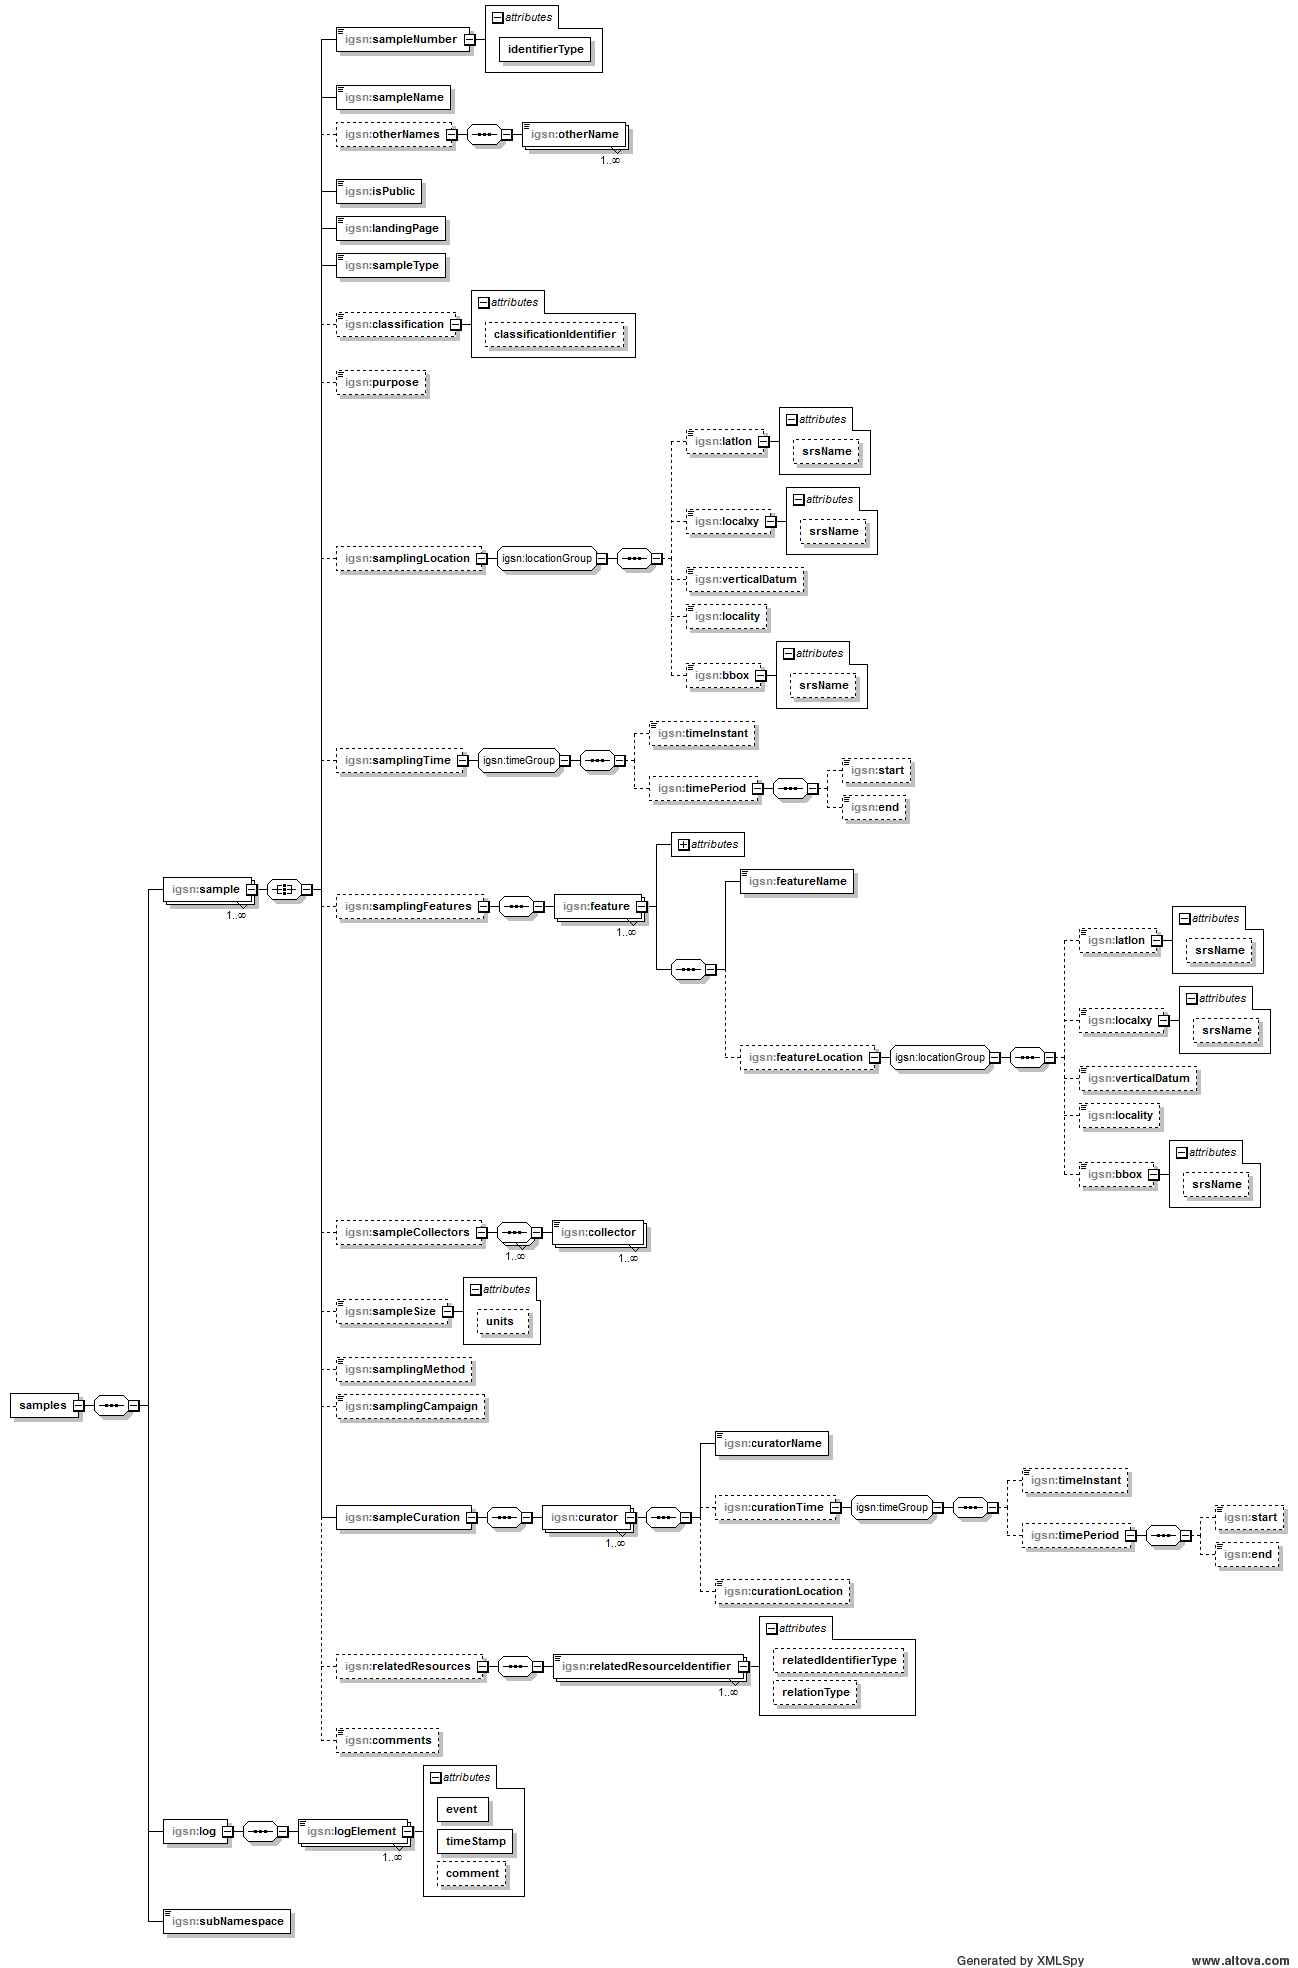 attributes
igsn:sampleNumber
identifierType
igsn:sampleName
igsn:otherNames
igsn:otherName
1..∞
igsn:isPublic
igsn:landingPage
igsn:sampleType
attributes
igsn:classification
classificationIdentifier
igsn:purpose
attributes
igsn:latlon
srsName
attributes
igsn:localxy
srsName
igsn:samplingLocation
igsn:locationGroup
igsn:verticalDatum
igsn:locality
attributes
igsn:bbox
srsName
igsn:timeInstant
igsn:samplingTime
igsn:timeGroup
igsn:start
igsn:timePeriod
igsn:end
attributes
igsn:featureName
igsn:sample
1..∞
igsn:samplingFeatures
igsn:feature
1..∞
attributes
igsn:latlon
srsName
attributes
igsn:localxy
srsName
igsn:featureLocation
igsn:locationGroup
igsn:verticalDatum
igsn:locality
attributes
igsn:bbox
srsName
igsn:sampleCollectors
1..∞
igsn:collector
1..∞
attributes
igsn:sampleSize
units
igsn:samplingMethod
samples
igsn:samplingCampaign
igsn:curatorName
igsn:timeInstant
igsn:sampleCuration
igsn:curator
1..∞
igsn:curationTime
igsn:timeGroup
igsn:start
igsn:timePeriod
igsn:end
igsn:curationLocation
attributes
igsn:relatedResources
igsn:relatedResourceIdentifier
1..∞
relatedIdentifierType
relationType
igsn:comments
attributes
event
igsn:log
igsn:logElement
1..∞
timeStamp
comment
igsn:subNamespace
Generated by XMLSpy
www.altova.com